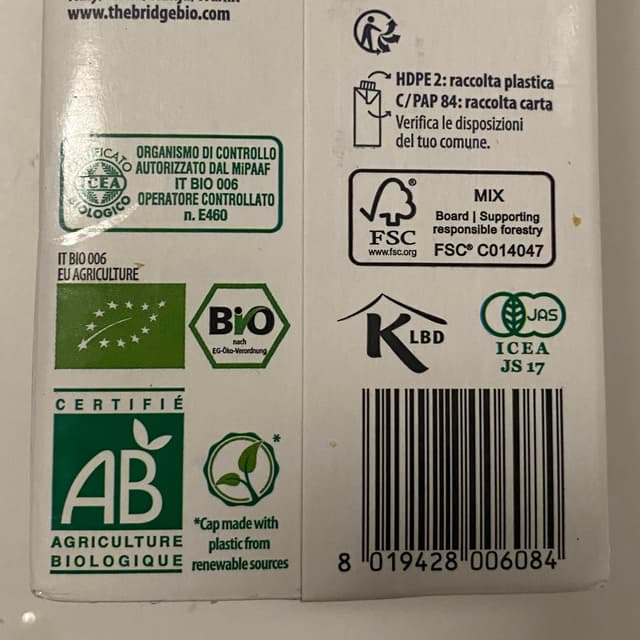 www.thebridgebio.com
CERTIFICATO
ICEA
BIOLOGICO
ORGANISMO DI CONTROLLO
AUTORIZZATO DAL MiPAAF
IT BIO 006
OPERATORE CONTROLLATO
n. E460
IT BIO 006
EU AGRICULTURE
BIO
nach
EG-Öko-Verordnung
CERTIFIÉ
AB
AGRICULTURE
BIOLOGIQUE
*
*Cap made with
plastic from
renewable sources
HDPE 2: raccolta plastica
C/PAP 84: raccolta carta
Verifica le disposizioni
del tuo comune.
FSC®
www.fsc.org
MIX
Board | Supporting
responsible forestry
FSC® C014047
K LBD
JAS
ICEA
JS 17
8 019428 006084